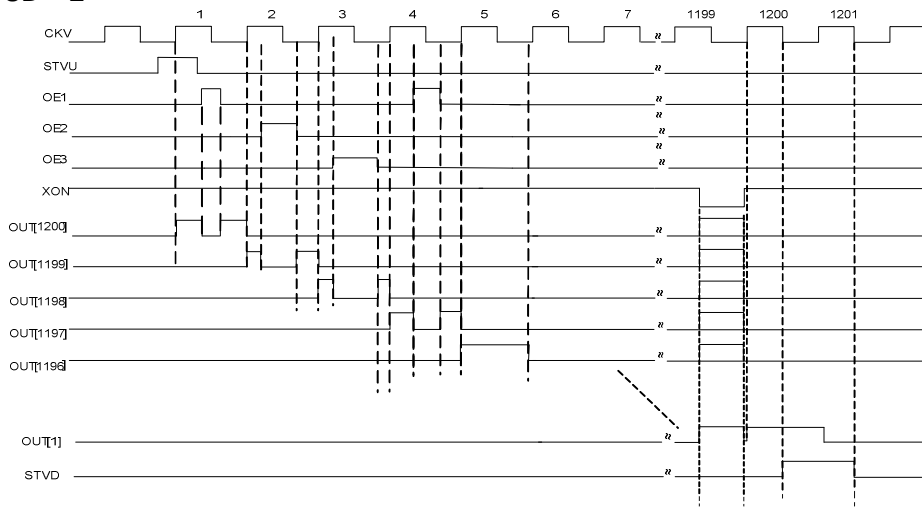 1 2 3 4 5 6 7 1199 1200 1201
CKV
STVU
OE1
OE2
OE3
XON
OUT[1200]
OUT[1199]
OUT[1198]
OUT[1197]
OUT[1196]
OUT[1]
STVD